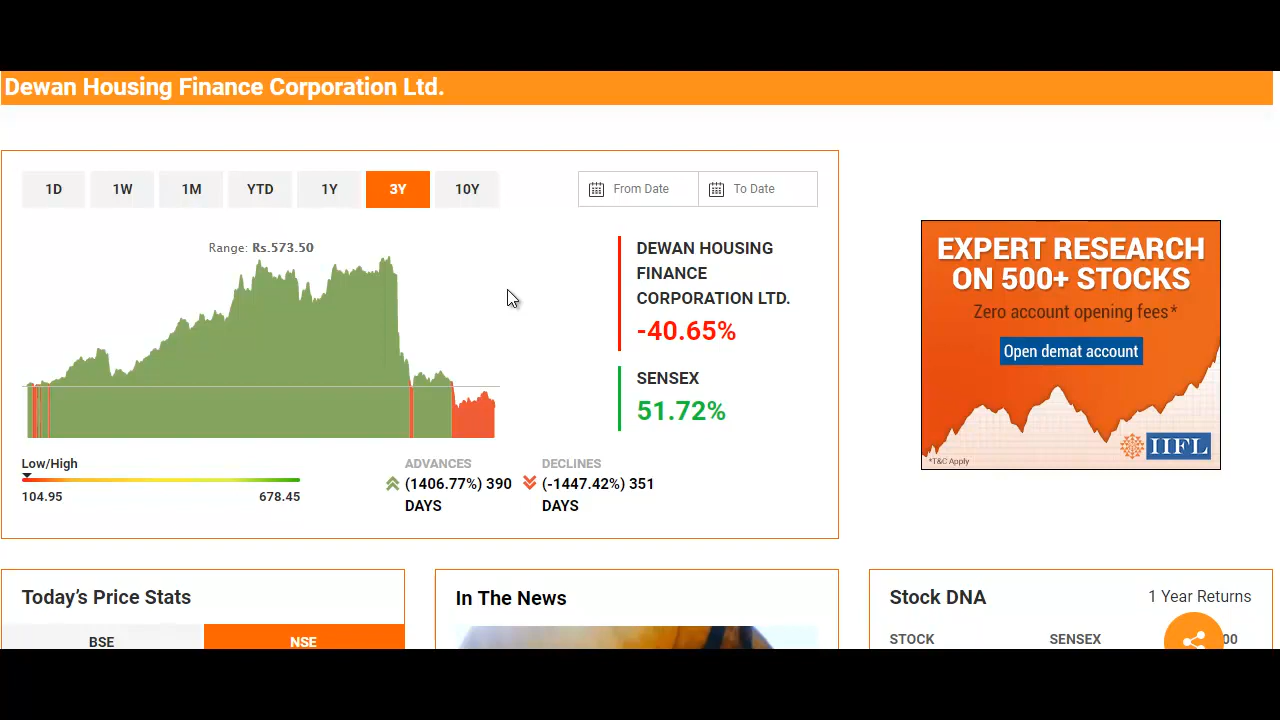 Dewan Housing Finance Corporation Ltd.
1D
1W
1M
YTD
1Y
3Y
10Y
From Date
To Date
Range: Rs.573.50
DEWAN HOUSING
FINANCE
CORPORATION LTD.
-40.65%
SENSEX
51.72%
Low/High
104.95
678.45
ADVANCES
(1406.77%) 390
DAYS
DECLINES
(-1447.42%) 351
DAYS
EXPERT RESEARCH
ON 500+ STOCKS
Zero account opening fees*
Open demat account
*T&C Apply
IIFL
Today's Price Stats
BSE
NSE
In The News
Stock DNA
1 Year Returns
STOCK
SENSEX
00